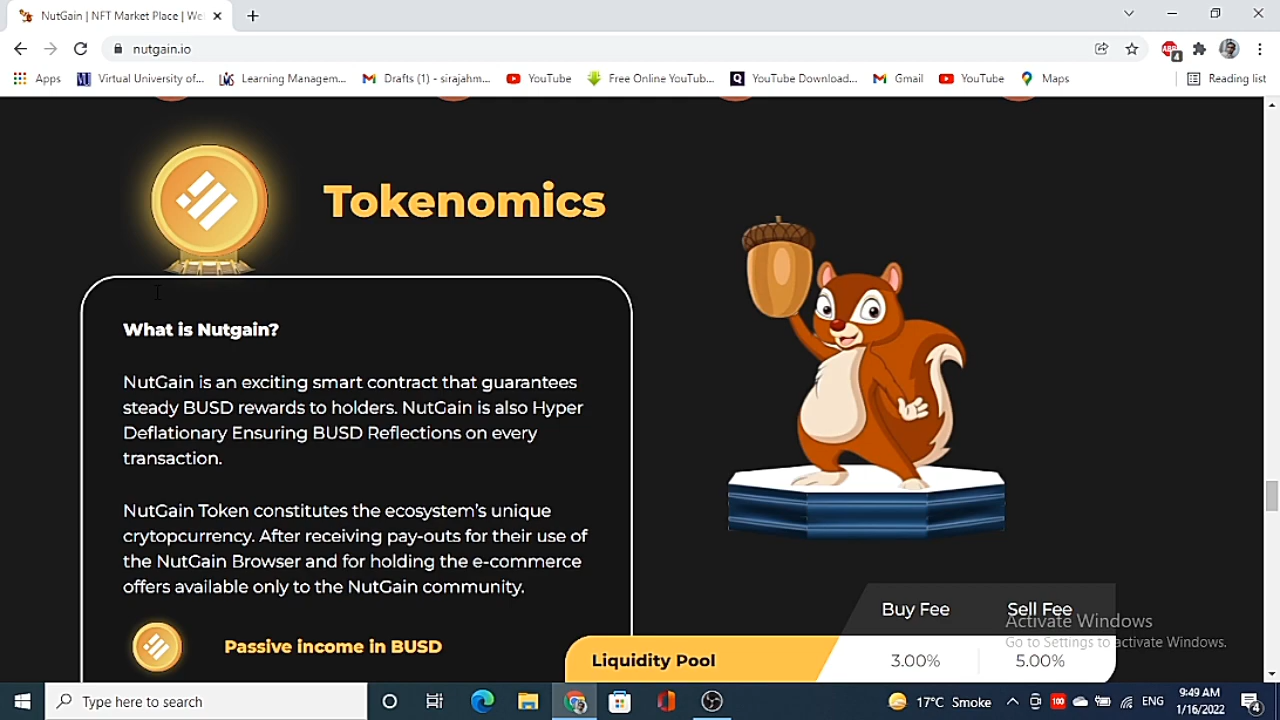 NutGain | NFT Market Place | We
nutgain.io
Apps
Virtual University of...
Learning Managem...
Drafts (1) - sirajahm...
YouTube
Free Online YouTub...
YouTube Download...
Gmail
YouTube
Maps
Reading list
Tokenomics
What is Nutgain?
NutGain is an exciting smart contract that guarantees
steady BUSD rewards to holders. NutGain is also Hyper
Deflationary Ensuring BUSD Reflections on every
transaction.
NutGain Token constitutes the ecosystem's unique
crytopcurrency. After receiving pay-outs for their use of
the NutGain Browser and for holding the e-commerce
offers available only to the NutGain community.
Passive income in BUSD
Buy Fee Sell Fee
Liquidity Pool 3.00% 5.00%
Activate Windows
Go to Settings to activate Windows.
Type here to search
17°C Smoke
100
ENG
9:49 AM
1/16/2022
4